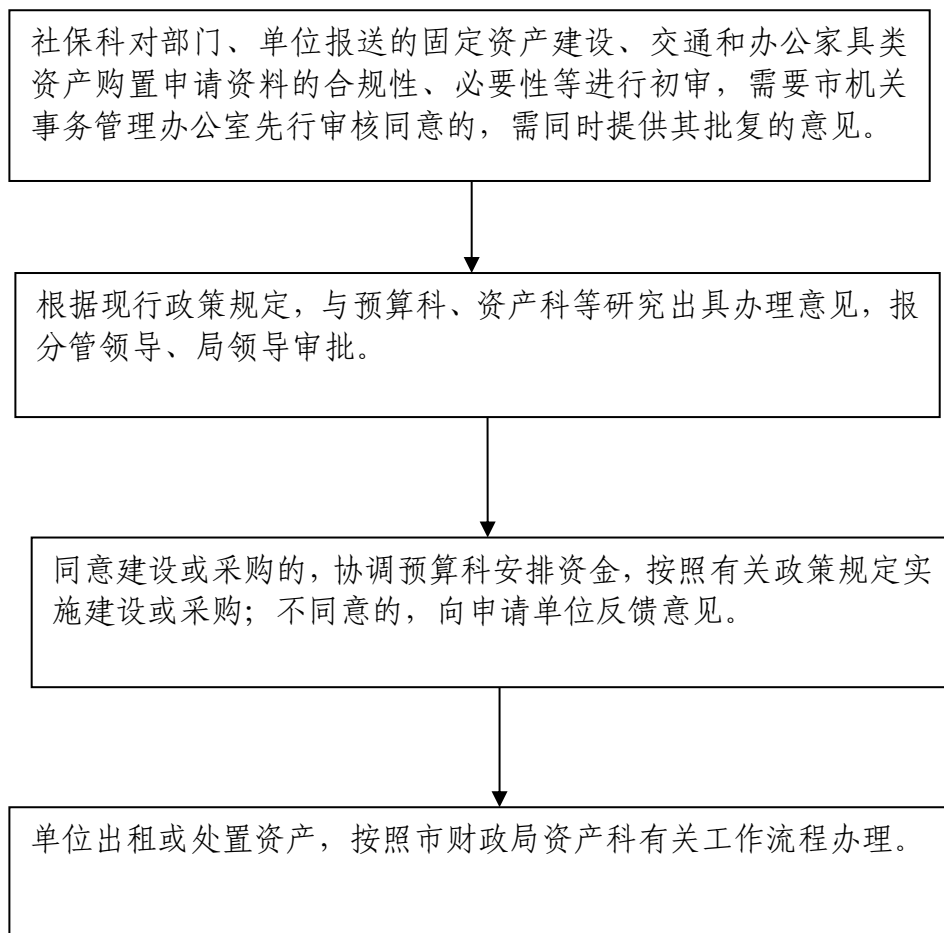 社保科对部门、单位报送的固定资产建设、交通和办公家具类
资产购置申请资料的合规性、必要性等进行初审，需要市机关
事务管理办公室先行审核同意的，需同时提供其批复的意见。
根据现行政策规定，与预算科、资产科等研究出具办理意见，报
分管领导、局领导审批。
同意建设或采购的，协调预算科安排资金，按照有关政策规定实
施建设或采购；不同意的，向申请单位反馈意见。
单位出租或处置资产，按照市财政局资产科有关工作流程办理。